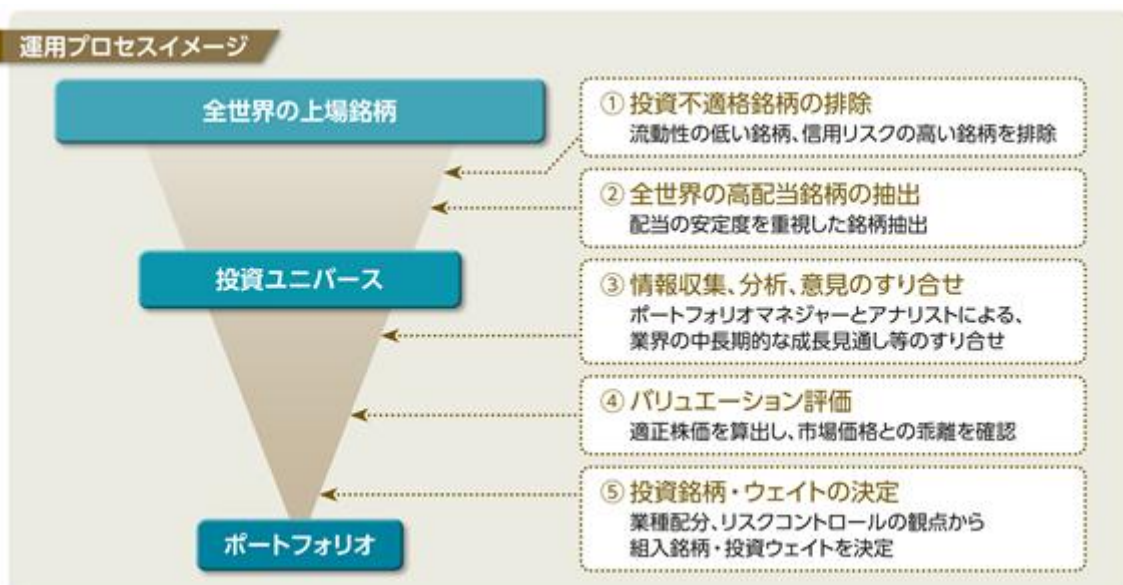 運用プロセスイメージ
全世界の上場銘柄
① 投資不適格銘柄の排除
流動性の低い銘柄、信用リスクの高い銘柄を排除
② 全世界の高配当銘柄の抽出
配当の安定度を重視した銘柄抽出
投資ユニバース
③ 情報収集、分析、意見のすり合せ
ポートフォリオマネジャーとアナリストによる、
業界の中長期的な成長見通し等のすり合せ
④ バリュエーション評価
適正株価を算出し、市場価格との乖離を確認
⑤ 投資銘柄・ウェイトの決定
業種配分、リスクコントロールの観点から
組入銘柄・投資ウェイトを決定
ポートフォリオ